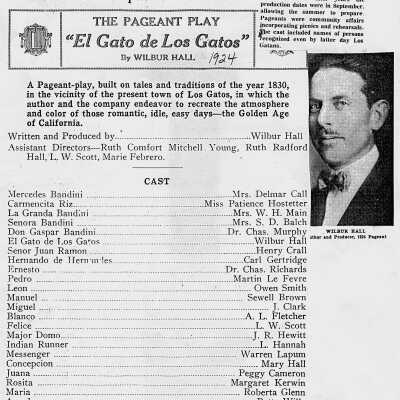 production dates were in September,
allowing the summer to prepare.
Pageants were community affairs
incorporating picnics and rehearsals.
The cast included names of persons
recognized even by latter day Los
Gatans.
THE PAGEANT PLAY
"El Gato de Los Gatos"
By WILBUR HALL 1924
A Pageant-play, built on tales and traditions of the year 1830,
in the vicinity of the present town of Los Gatos, in which the
author and the company endeavor to recreate the atmosphere
and color of those romantic, idle, easy days—the Golden Age
of California.
Written and Produced by Wilbur Hall
Assistant Directors—Ruth Comfort Mitchell Young, Ruth Radford
Hall, L. W. Scott, Marie Febrero.
CAST
Mercedes Bandini Mrs. Delmar Call
Carmencita Riz Miss Patience Hostetter
La Granda Bandini Mrs. W. H. Main
Senora Bandini Mrs. S. D. Balch
Don Gaspar Bandini Dr. Chas. Murphy
El Gato de Los Gatos Wilbur Hall
Senor Juan Ramon Henry Crall
Hernando de Hernandes Carl Gertridge
Ernesto Dr. Chas. Richards
Pedro Martin Le Fevre
Leon Owen Smith
Manuel Sewell Brown
Miguel J. Clark
Blanco A. L. Fletcher
Felice L. W. Scott
Major Domo J. R. Hewitt
Indian Runner L. Hannah
Messenger Warren Lapum
Concepcion Mary Hall
Juana Peggy Cameron
Rosita Margaret Kerwin
Maria Roberta Glenn
WILBUR HALL
and Producer, 1924 Pageant